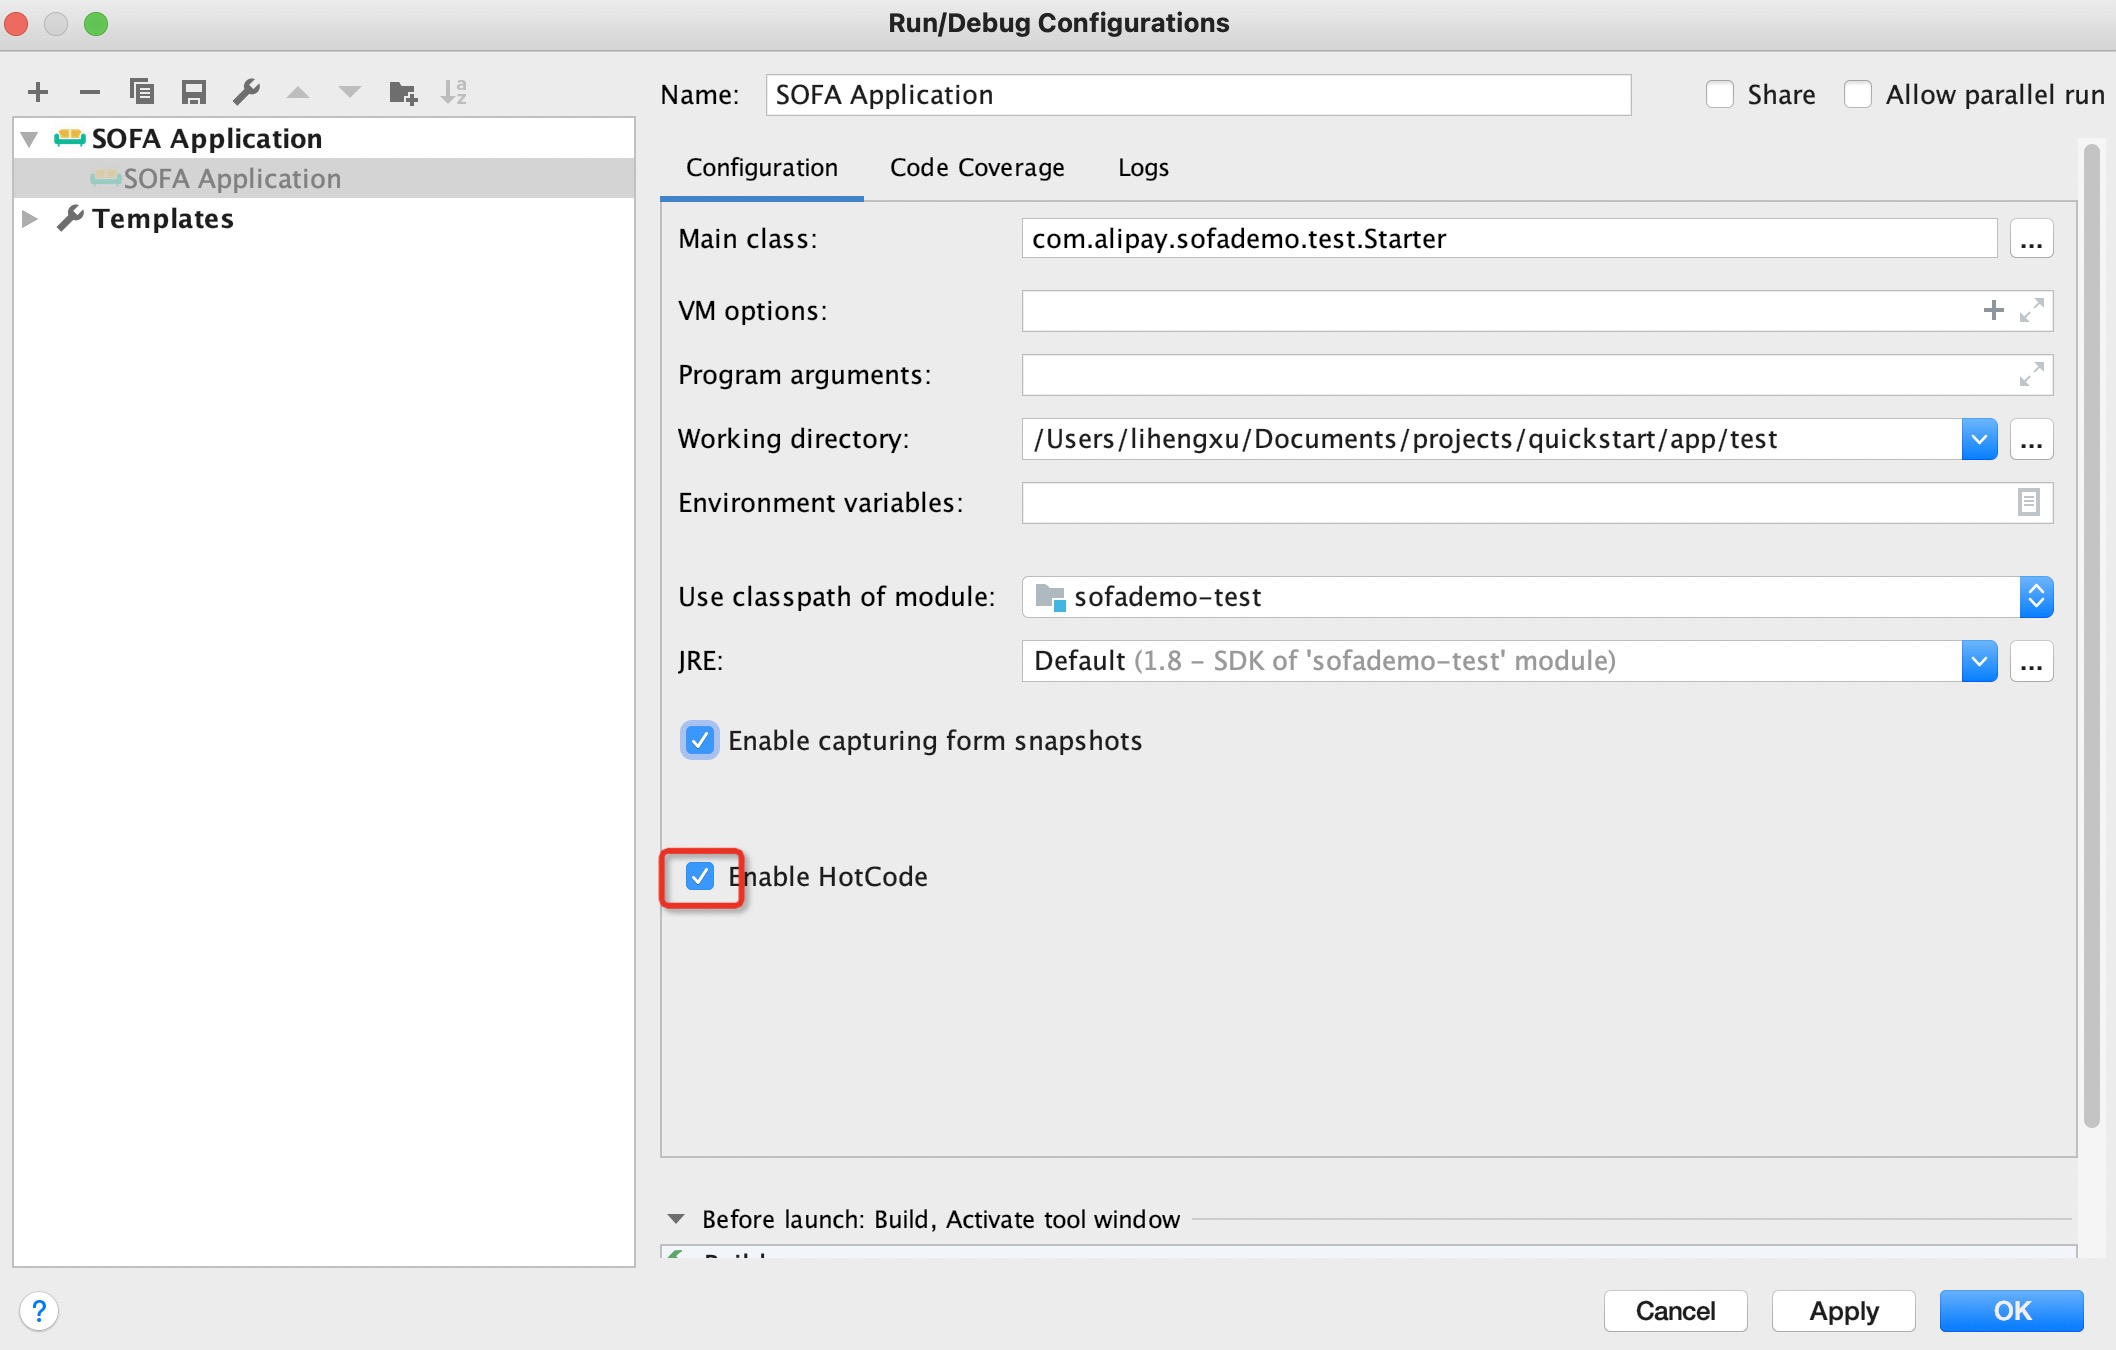 Run/Debug Configurations
SOFA Application
SOFA Application
Templates
Name: SOFA Application Share Allow parallel run
Configuration Code Coverage Logs
Main class: com.alipay.sofademo.test.Starter ...
VM options:
Program arguments:
Working directory: /Users/lihengxu/Documents/projects/quickstart/app/test ...
Environment variables:
Use classpath of module: sofademo-test
JRE: Default (1.8 - SDK of 'sofademo-test' module) ...
Enable capturing form snapshots
Enable HotCode
Before launch: Build, Activate tool window
? Cancel Apply OK